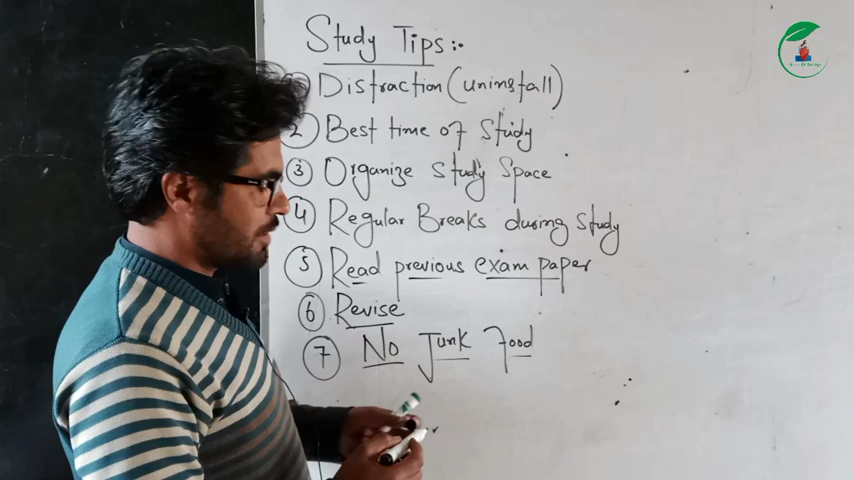 Study Tips:-
① Distraction (uninstall)
② Best time of Study
③ Organize study Space
④ Regular Breaks during study
⑤ Read previous exam paper
⑥ Revise
⑦ No Junk Food